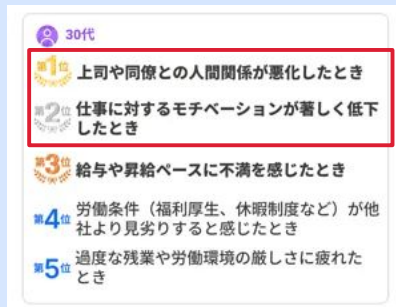 30代
第1位 上司や同僚との人間関係が悪化したとき
第2位 仕事に対するモチベーションが著しく低下
したとき
第3位 給与や昇給ペースに不満を感じたとき
第4位 労働条件（福利厚生、休暇制度など）が他
社より見劣りすると感じたとき
第5位 過度な残業や労働環境の厳しさに疲れた
とき